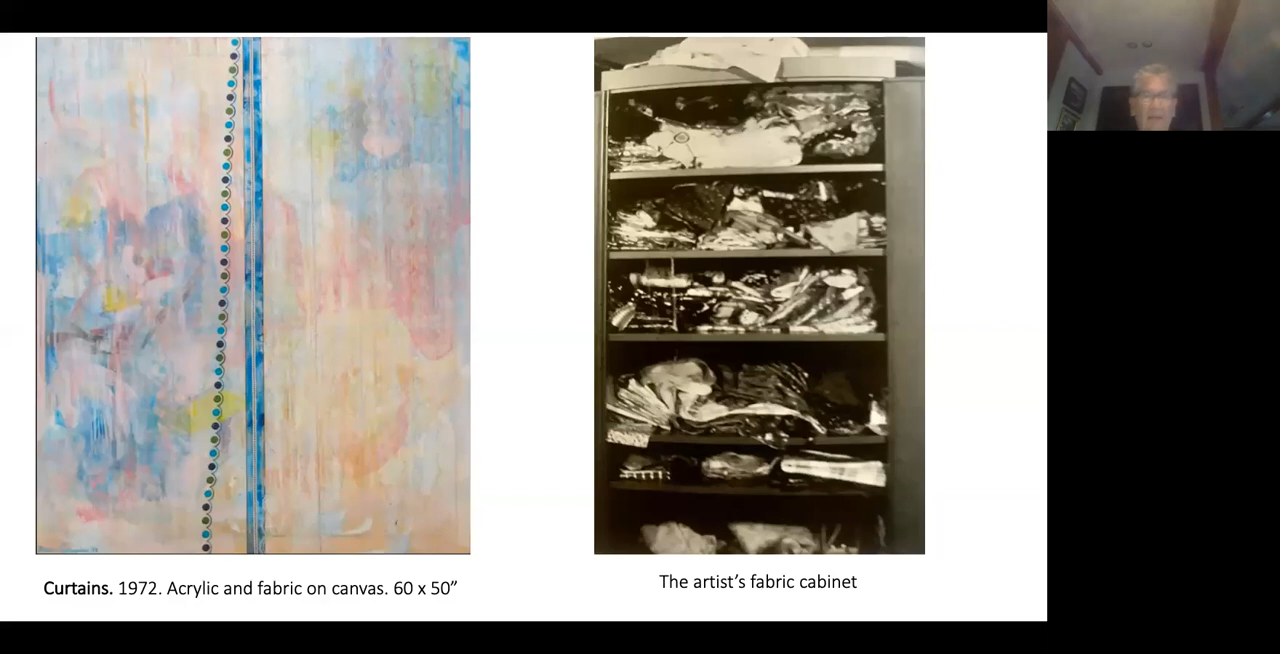 Curtains. 1972. Acrylic and fabric on canvas. 60 x 50”
The artist’s fabric cabinet